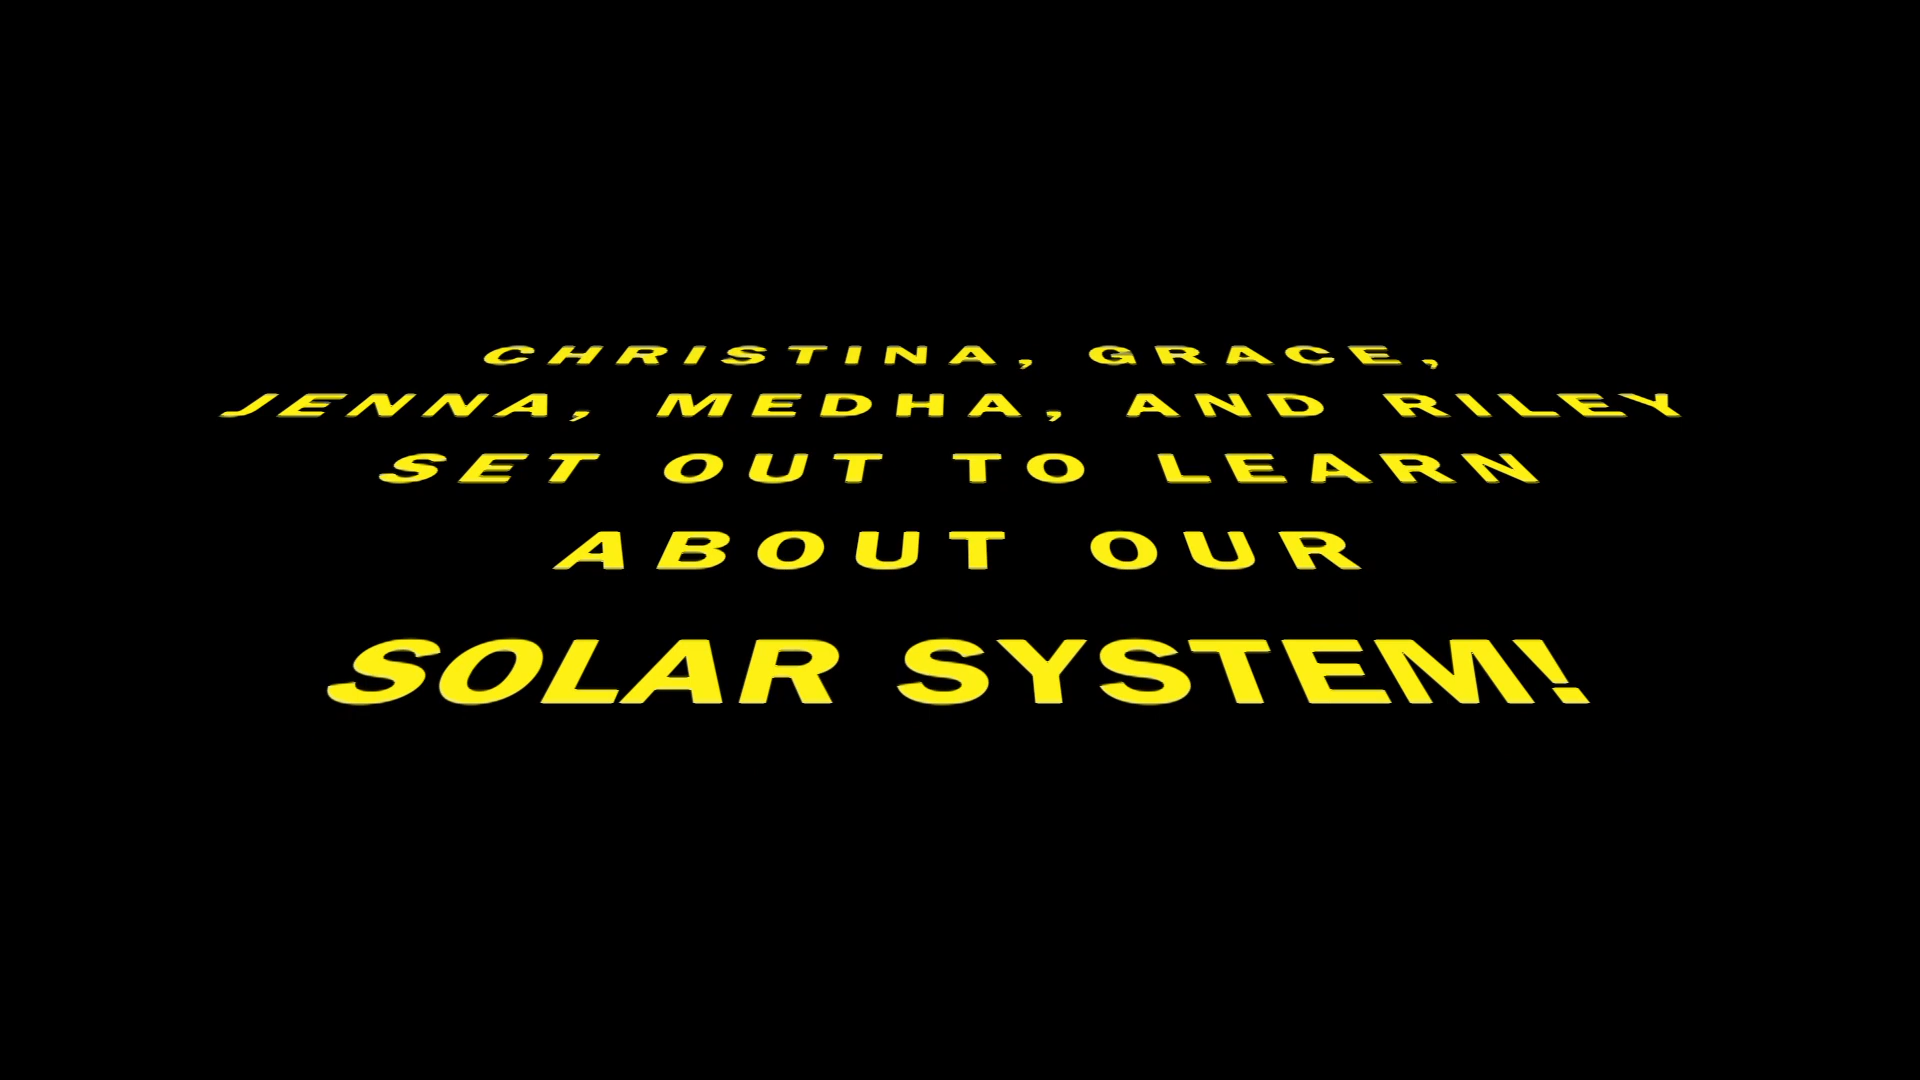 CHRISTINA, GRACE,
JENNA, MEDHA, AND RILEY
SET OUT TO LEARN
ABOUT OUR
SOLAR SYSTEM!